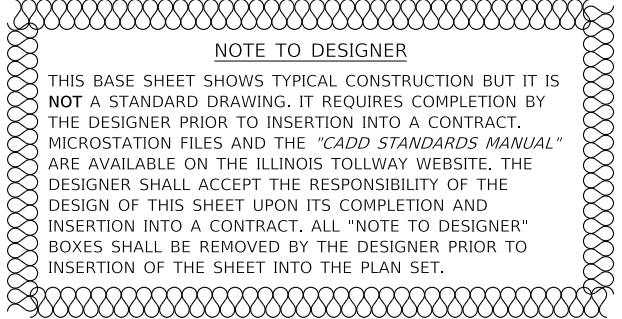 NOTE TO DESIGNER
THIS BASE SHEET SHOWS TYPICAL CONSTRUCTION BUT IT IS
NOT A STANDARD DRAWING. IT REQUIRES COMPLETION BY
THE DESIGNER PRIOR TO INSERTION INTO A CONTRACT.
MICROSTATION FILES AND THE "CADD STANDARDS MANUAL"
ARE AVAILABLE ON THE ILLINOIS TOLLWAY WEBSITE. THE
DESIGNER SHALL ACCEPT THE RESPONSIBILITY OF THE
DESIGN OF THIS SHEET UPON ITS COMPLETION AND
INSERTION INTO A CONTRACT. ALL "NOTE TO DESIGNER"
BOXES SHALL BE REMOVED BY THE DESIGNER PRIOR TO
INSERTION OF THE SHEET INTO THE PLAN SET.